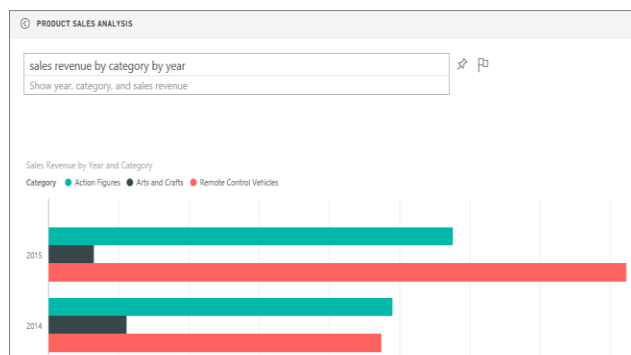 PRODUCT SALES ANALYSIS
sales revenue by category by year
Show year, category, and sales revenue
Sales Revenue by Year and Category
Category Action Figures Arts and Crafts Remote Control Vehicles
2015
2014